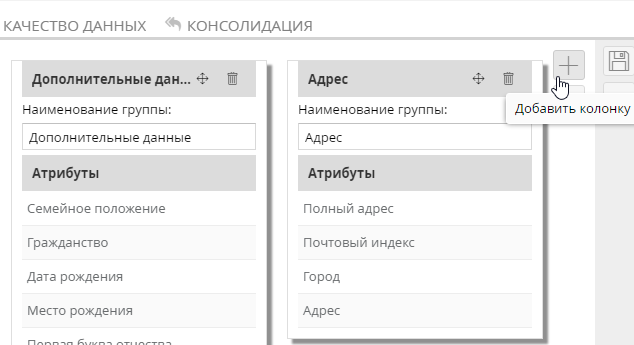 КАЧЕСТВО ДАННЫХ КОНСОЛИДАЦИЯ
Дополнительные дан...
Наименование группы:
Дополнительные данные
Атрибуты
Семейное положение
Гражданство
Дата рождения
Место рождения
Первая буква отчества
Адрес
Наименование группы:
Адрес
Атрибуты
Полный адрес
Почтовый индекс
Город
Адрес
Добавить колонку